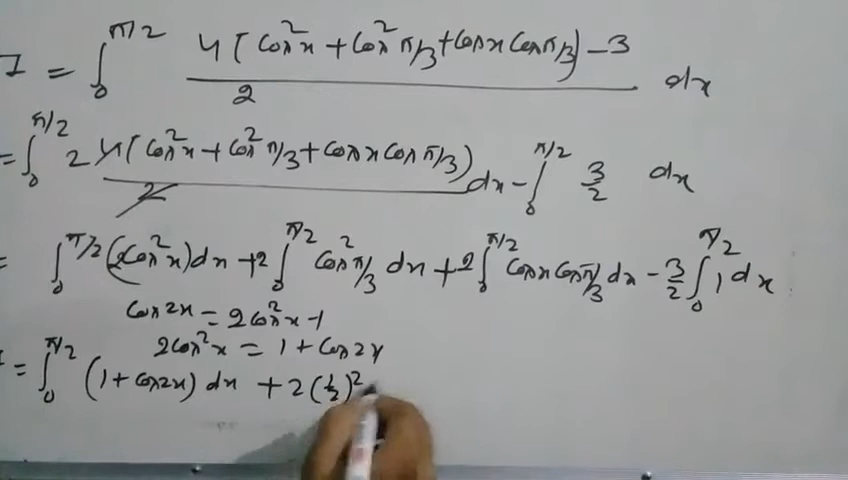 I = ∫₀^π/2 4[cos²x + cos²π/3 + cosx cosπ/3] - 3 / 2 dx
= ∫₀^π/2 2 4[cos²x + cos²π/3 + cosx cosπ/3] / 2 dx - ∫₀^π/2 3/2 dx
= ∫₀^π/2 (2cos²x)dx + 2∫₀^π/2 cos²π/3 dx + 2∫₀^π/2 cosx cosπ/3 dx - 3/2 ∫₀^π/2 1 dx
cos2x = 2cos²x - 1
2cos²x = 1 + cos2x
I = ∫₀^π/2 (1 + cos2x) dx + 2(1/2)²